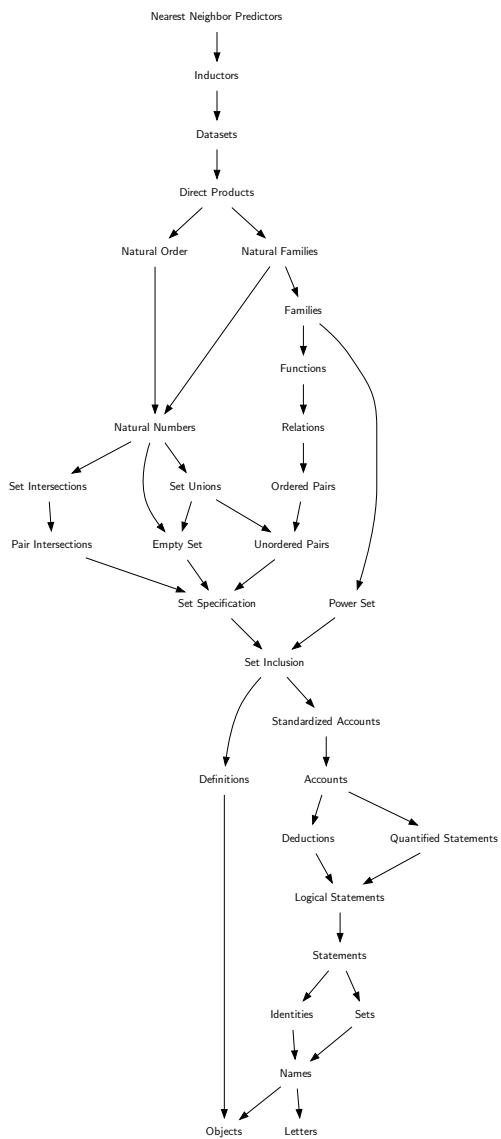 Nearest Neighbor Predictors
Inductors
Datasets
Direct Products
Natural Order
Natural Families
Families
Functions
Natural Numbers
Relations
Set Intersections
Set Unions
Ordered Pairs
Pair Intersections
Empty Set
Unordered Pairs
Set Specification
Power Set
Set Inclusion
Standardized Accounts
Definitions
Accounts
Deductions
Quantified Statements
Logical Statements
Statements
Identities
Sets
Names
Objects
Letters